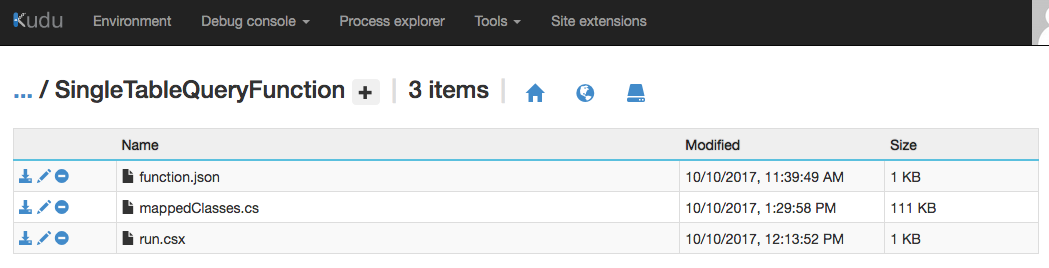 Kudu Environment Debug console Process explorer Tools Site extensions
... / SingleTableQueryFunction + | 3 items |
Name Modified Size
function.json 10/10/2017, 11:39:49 AM 1 KB
mappedClasses.cs 10/10/2017, 1:29:58 PM 111 KB
run.csx 10/10/2017, 12:13:52 PM 1 KB